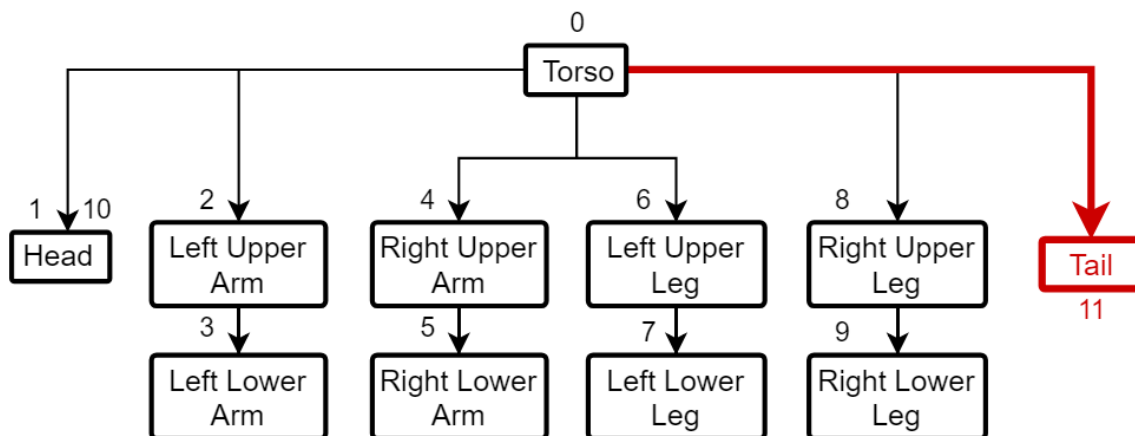 0
Torso
1 10
Head
2
Left Upper
Arm
4
Right Upper
Arm
6
Left Upper
Leg
8
Right Upper
Leg
Tail
11
3
Left Lower
Arm
5
Right Lower
Arm
7
Left Lower
Leg
9
Right Lower
Leg